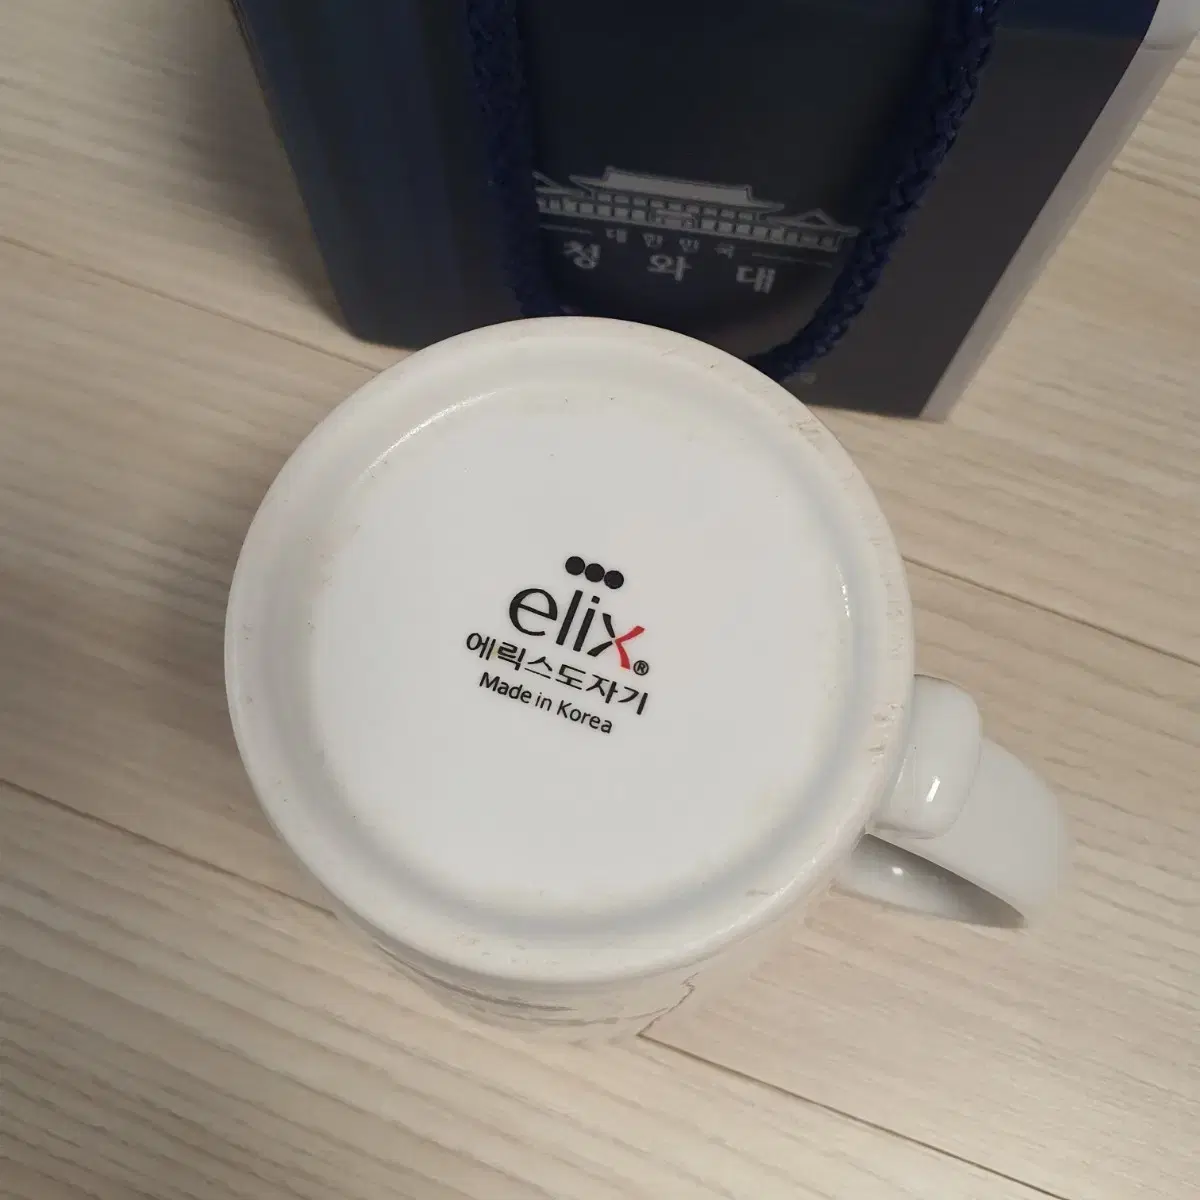 대한민국
청와대
elix®
에릭스도자기
Made in Korea